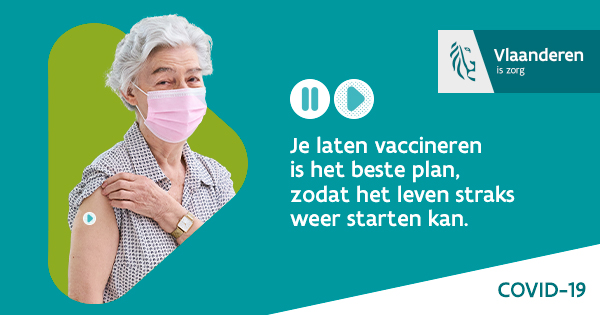 Vlaanderen
is zorg
Je laten vaccineren
is het beste plan,
zodat het leven straks
weer starten kan.
COVID-19